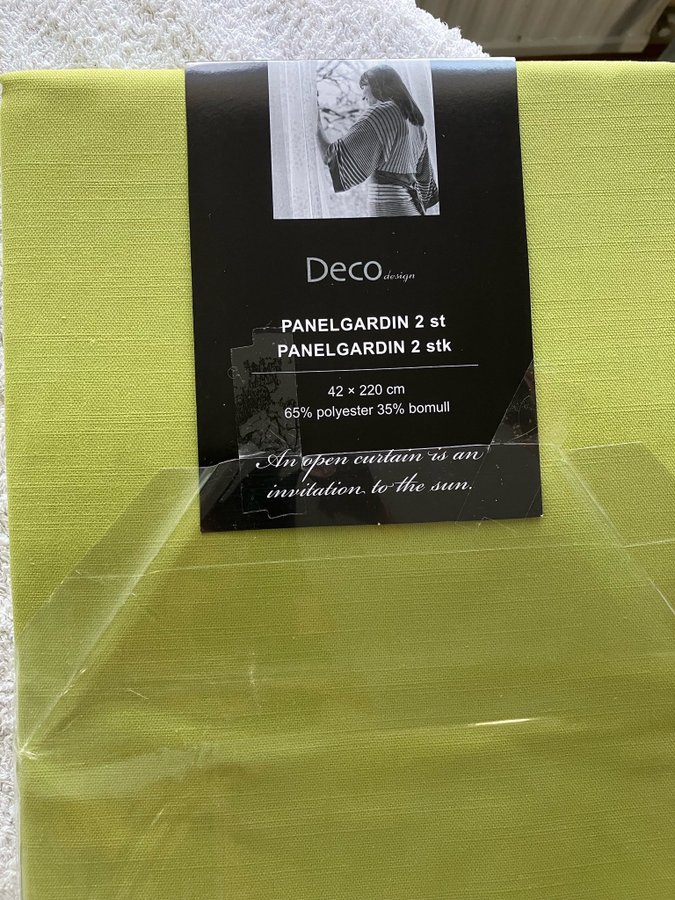 Deco design
PANELGARDIN 2 st
PANELGARDIN 2 stk
42 × 220 cm
65% polyester 35% bomull
An open curtain is an
invitation to the sun.